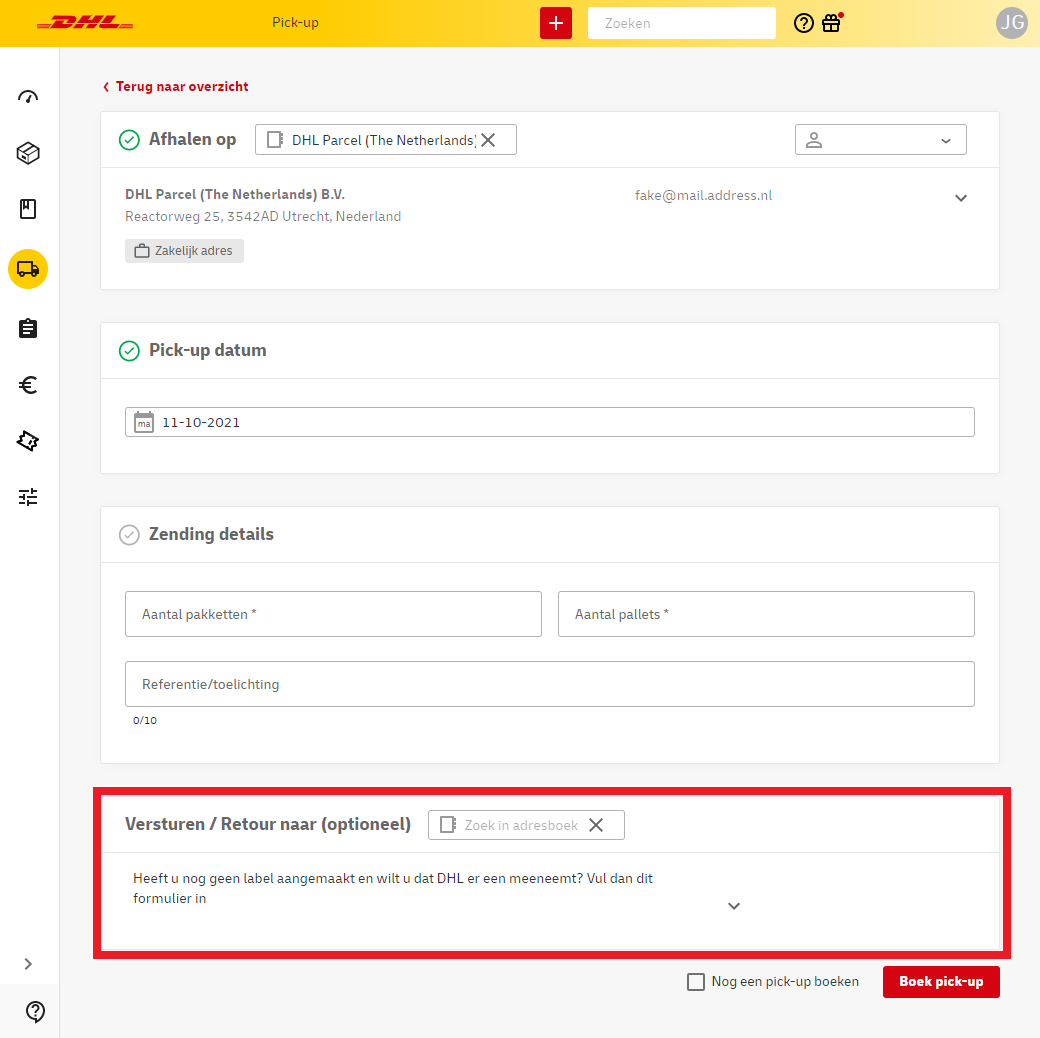 DHL Pick-up Zoeken JG
Terug naar overzicht
Afhalen op DHL Parcel (The Netherlands)
DHL Parcel (The Netherlands) B.V. fake@mail.address.nl
Reactorweg 25, 3542AD Utrecht, Nederland
Zakelijk adres
Pick-up datum
ma 11-10-2021
Zending details
Aantal pakketten * Aantal pallets *
Referentie/toelichting
0/10
Versturen / Retour naar (optioneel) Zoek in adresboek
Heeft u nog geen label aangemaakt en wilt u dat DHL er een meeneemt? Vul dan dit
formulier in
Nog een pick-up boeken Boek pick-up